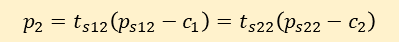 p₂ = tₛ₁₂(pₛ₁₂ − c₁) = tₛ₂₂(pₛ₂₂ − c₂)